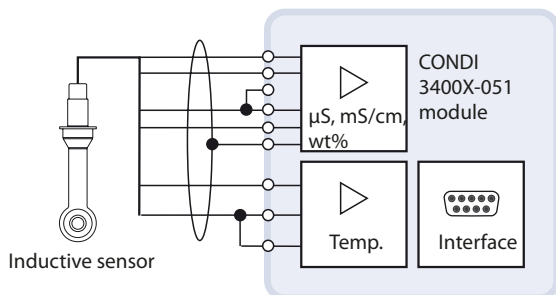 CONDI
3400X-051
module
µS, mS/cm,
wt%
Temp.
Interface
Inductive sensor